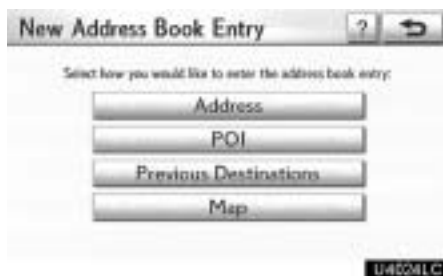 New Address Book Entry ?
Select how you would like to enter the address book entry:
Address
POI
Previous Destinations
Map
U4024LC